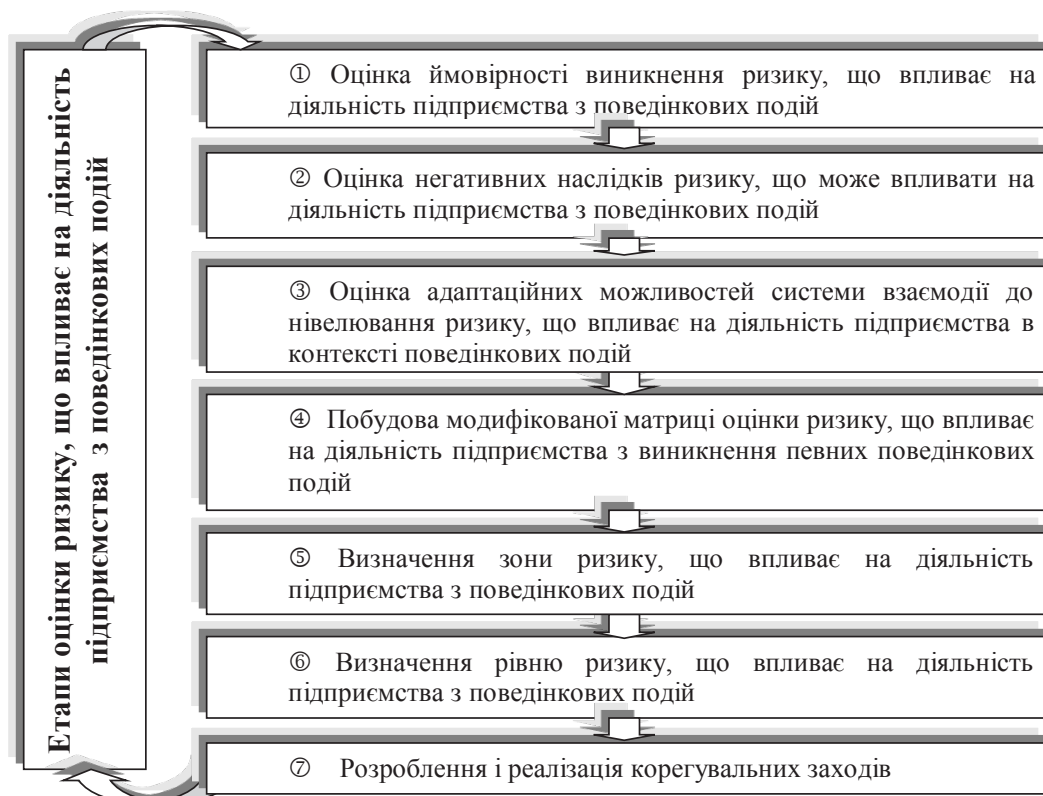 Етапи оцінки ризику, що впливає на діяльність
підприємства з поведінкових подій
① Оцінка ймовірності виникнення ризику, що впливає на
діяльність підприємства з поведінкових подій
② Оцінка негативних наслідків ризику, що може впливати на
діяльність підприємства з поведінкових подій
③ Оцінка адаптаційних можливостей системи взаємодії до
нівелювання ризику, що впливає на діяльність підприємства в
контексті поведінкових подій
④ Побудова модифікованої матриці оцінки ризику, що впливає
на діяльність підприємства з виникнення певних поведінкових
подій
⑤ Визначення зони ризику, що впливає на діяльність
підприємства з поведінкових подій
⑥ Визначення рівню ризику, що впливає на діяльність
підприємства з поведінкових подій
⑦ Розроблення і реалізація корегувальних заходів